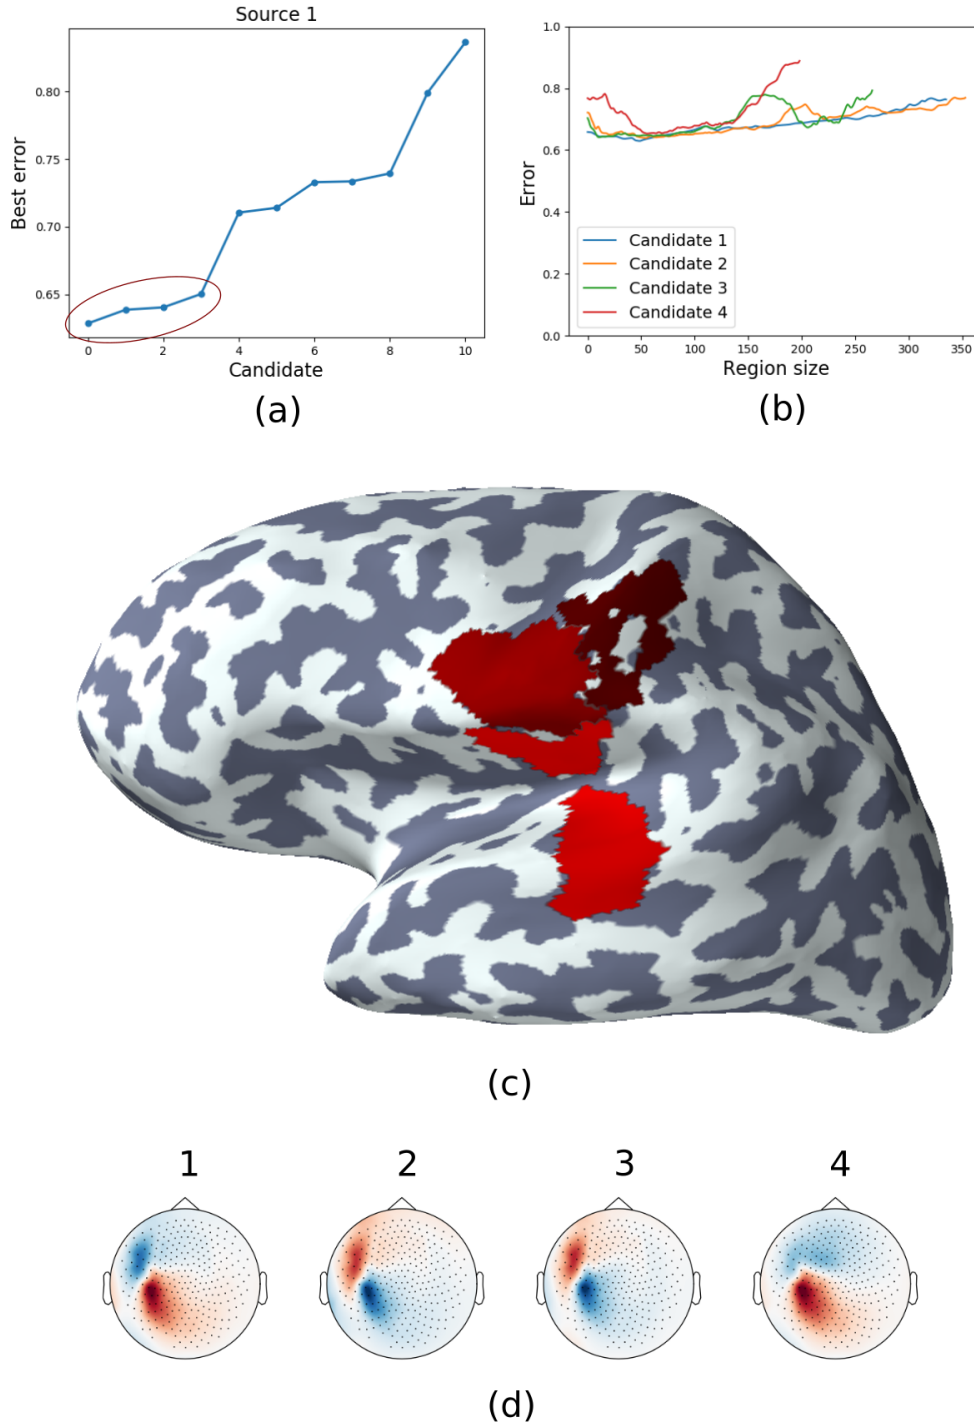 Source 1
Best error
0.80
0.75
0.70
0.65
0 2 4 6 8 10
Candidate
(a)
Error
1.0
0.8
0.6
0.4
0.2
0.0
Candidate 1
Candidate 2
Candidate 3
Candidate 4
0 50 100 150 200 250 300 350
Region size
(b)
(c)
1 2 3 4
(d)